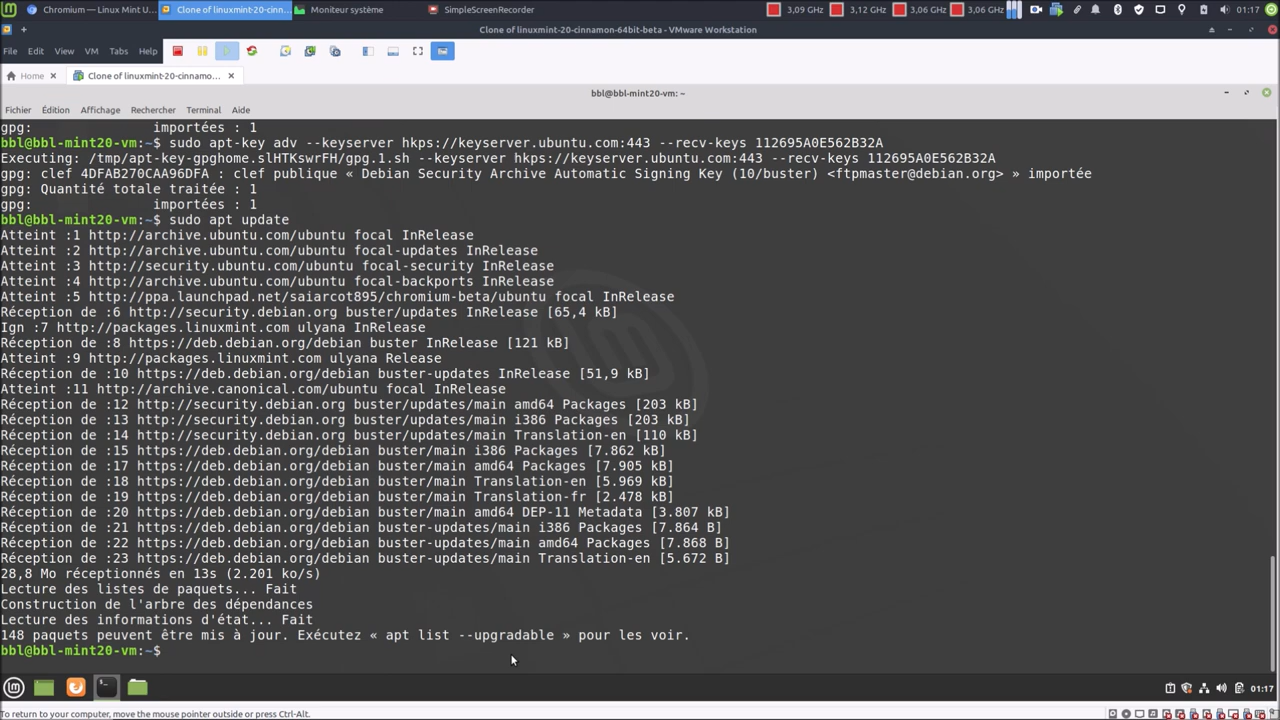 Chromium — Linux Mint U...
Clone of linuxmint-20-cinn...
Moniteur système
SimpleScreenRecorder
3,09 GHz
3,12 GHz
3,06 GHz
3,06 GHz
01:17
Clone of linuxmint-20-cinnamon-64bit-beta - VMware Workstation
File Edit View VM Tabs Help
Home
Clone of linuxmint-20-cinnamo...
bbl@bbl-mint20-vm: ~
Fichier Édition Affichage Rechercher Terminal Aide
gpg: importées : 1
bbl@bbl-mint20-vm:~$ sudo apt-key adv --keyserver hkps://keyserver.ubuntu.com:443 --recv-keys 112695A0E562B32A
Executing: /tmp/apt-key-gpghome.slHTKswrFH/gpg.1.sh --keyserver hkps://keyserver.ubuntu.com:443 --recv-keys 112695A0E562B32A
gpg: clef 4DFAB270CAA96DFA : clef publique « Debian Security Archive Automatic Signing Key (10/buster) <ftpmaster@debian.org> » importée
gpg: Quantité totale traitée : 1
gpg: importées : 1
bbl@bbl-mint20-vm:~$ sudo apt update
Atteint :1 http://archive.ubuntu.com/ubuntu focal InRelease
Atteint :2 http://archive.ubuntu.com/ubuntu focal-updates InRelease
Atteint :3 http://security.ubuntu.com/ubuntu focal-security InRelease
Atteint :4 http://archive.ubuntu.com/ubuntu focal-backports InRelease
Atteint :5 http://ppa.launchpad.net/saiarcot895/chromium-beta/ubuntu focal InRelease
Réception de :6 http://security.debian.org buster/updates InRelease [65,4 kB]
Ign :7 http://packages.linuxmint.com ulyana InRelease
Réception de :8 https://deb.debian.org/debian buster InRelease [121 kB]
Atteint :9 http://packages.linuxmint.com ulyana Release
Réception de :10 https://deb.debian.org/debian buster-updates InRelease [51,9 kB]
Atteint :11 http://archive.canonical.com/ubuntu focal InRelease
Réception de :12 http://security.debian.org buster/updates/main amd64 Packages [203 kB]
Réception de :13 http://security.debian.org buster/updates/main i386 Packages [203 kB]
Réception de :14 http://security.debian.org buster/updates/main Translation-en [110 kB]
Réception de :15 https://deb.debian.org/debian buster/main i386 Packages [7.862 kB]
Réception de :17 https://deb.debian.org/debian buster/main amd64 Packages [7.905 kB]
Réception de :18 https://deb.debian.org/debian buster/main Translation-en [5.969 kB]
Réception de :19 https://deb.debian.org/debian buster/main Translation-fr [2.478 kB]
Réception de :20 https://deb.debian.org/debian buster/main amd64 DEP-11 Metadata [3.807 kB]
Réception de :21 https://deb.debian.org/debian buster-updates/main i386 Packages [7.864 B]
Réception de :22 https://deb.debian.org/debian buster-updates/main amd64 Packages [7.868 B]
Réception de :23 https://deb.debian.org/debian buster-updates/main Translation-en [5.672 B]
28,8 Mo réceptionnés en 13s (2.201 ko/s)
Lecture des listes de paquets... Fait
Construction de l'arbre des dépendances
Lecture des informations d'état... Fait
148 paquets peuvent être mis à jour. Exécutez « apt list --upgradable » pour les voir.
bbl@bbl-mint20-vm:~$
01:17
To return to your computer, move the mouse pointer outside or press Ctrl-Alt.